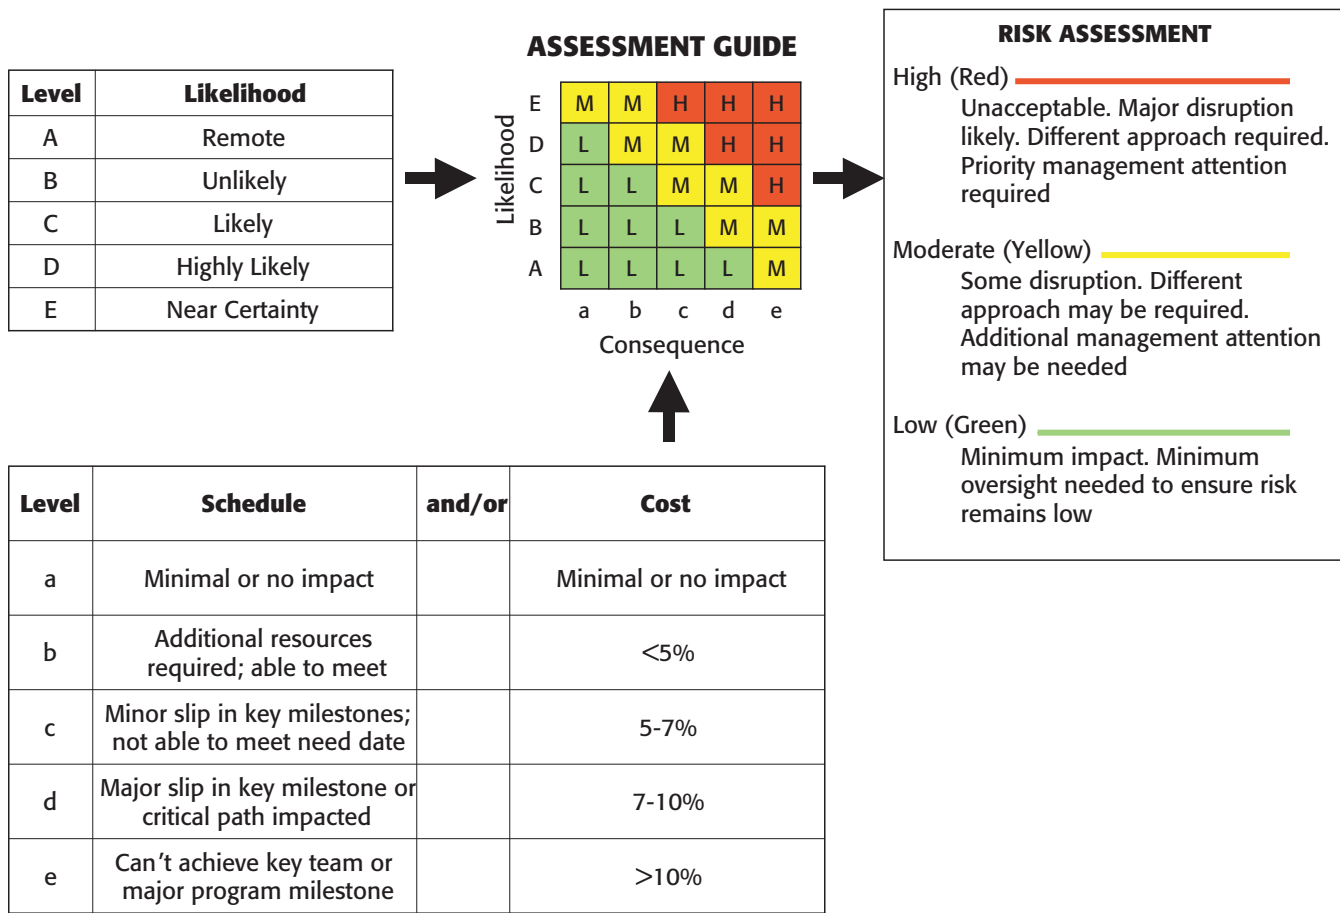 Level Likelihood
A Remote
B Unlikely
C Likely
D Highly Likely
E Near Certainty
ASSESSMENT GUIDE
Likelihood
E M M H H H
D L M M H H
C L L M M H
B L L L M M
A L L L L M
a b c d e
Consequence
RISK ASSESSMENT
High (Red)
Unacceptable. Major disruption
likely. Different approach required.
Priority management attention
required
Moderate (Yellow)
Some disruption. Different
approach may be required.
Additional management attention
may be needed
Low (Green)
Minimum impact. Minimum
oversight needed to ensure risk
remains low
Level Schedule and/or Cost
a Minimal or no impact Minimal or no impact
b Additional resources
required; able to meet <5%
c Minor slip in key milestones;
not able to meet need date 5-7%
d Major slip in key milestone or
critical path impacted 7-10%
e Can't achieve key team or
major program milestone >10%